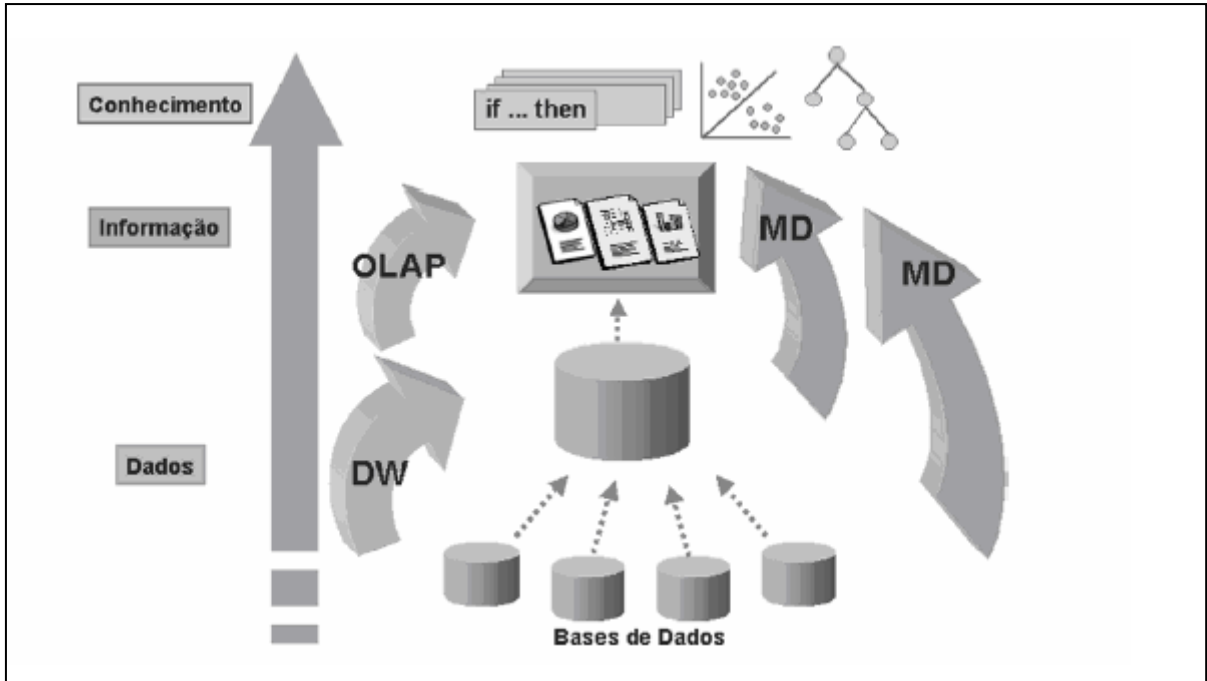 Conhecimento
if ... then
Informação
OLAP
MD
MD
Dados
DW
Bases de Dados